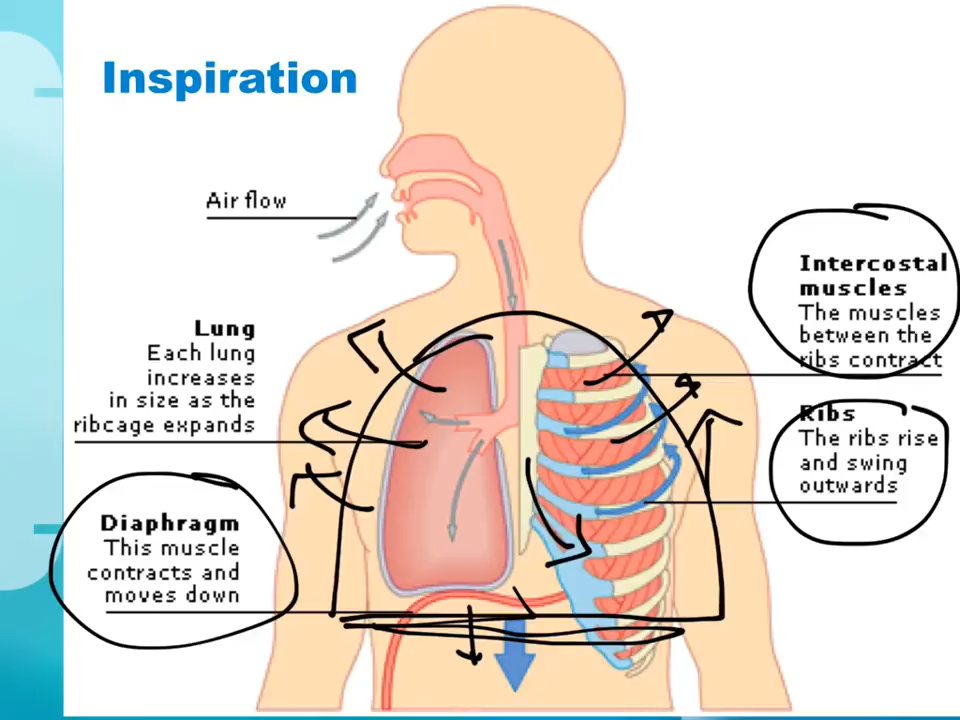 Inspiration
Air flow
Lung
Each lung
increases
in size as the
ribcage expands
Diaphragm
This muscle
contracts and
moves down
Intercostal
muscles
The muscles
between the
ribs contract
Ribs
The ribs rise
and swing
outwards